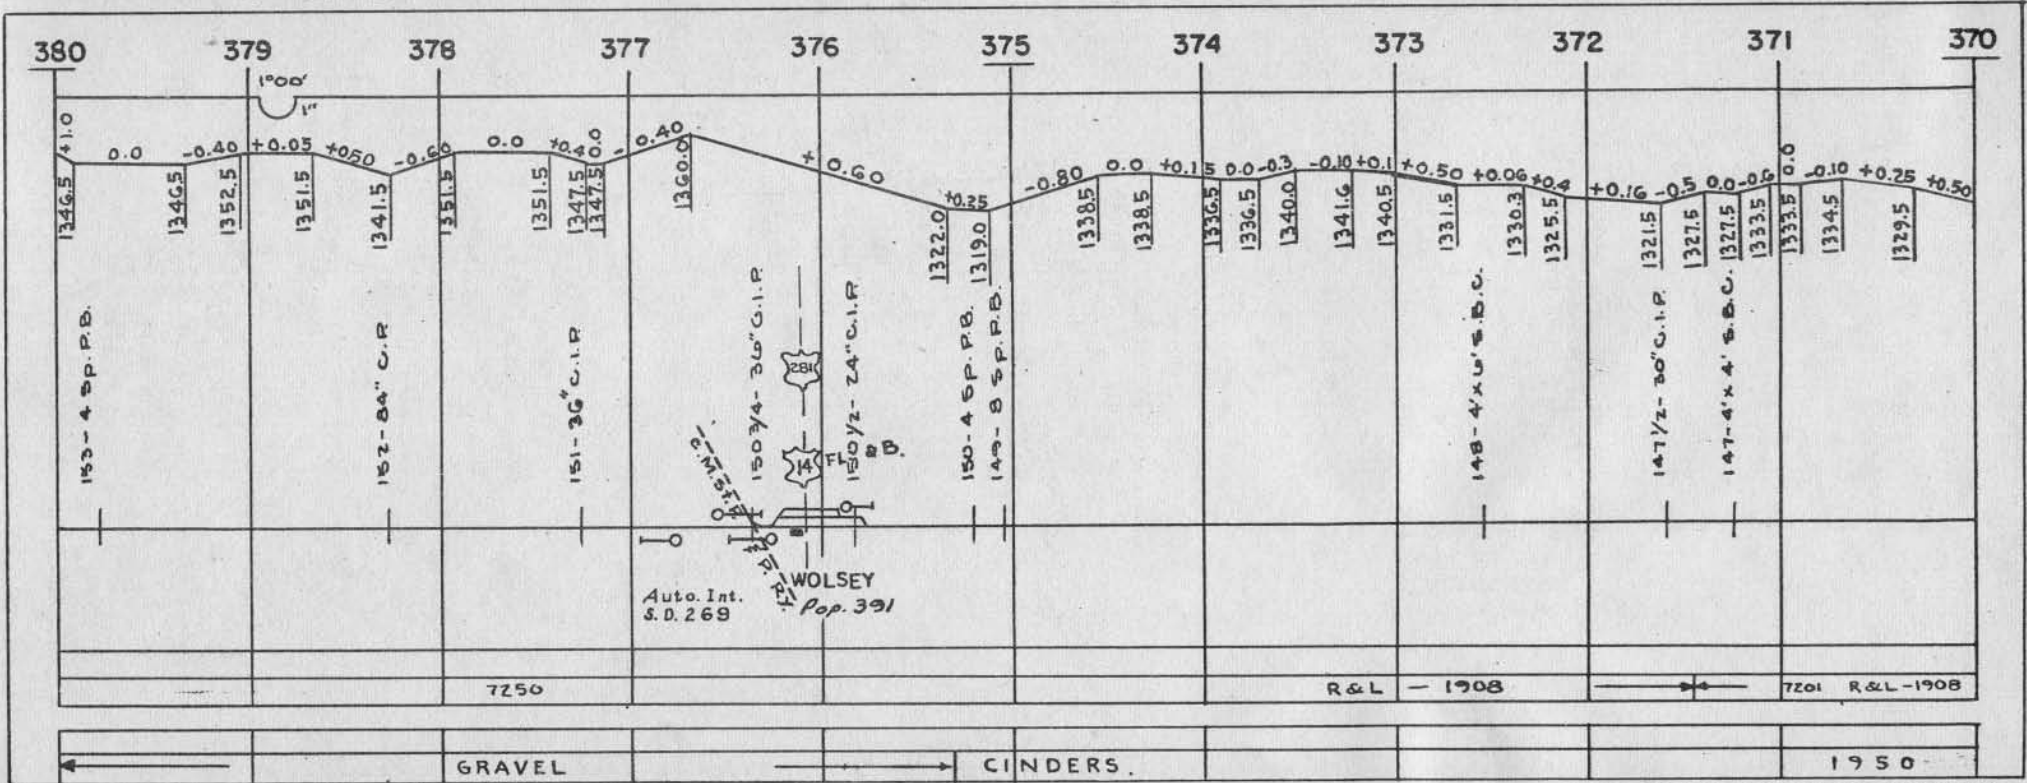 380 379 378 377 376 375 374 373 372 371 370
1°00'
1"
+1.0 0.0 -0.40 +0.05 +0.50 -0.60 0.0 +0.4 0.0 -0.40 +0.60 +0.25 -0.80 0.0 +0.15 0.0 -0.3 -0.10 +0.1 +0.50 +0.06 +0.4 +0.16 -0.5 0.0 -0.6 0.0 -0.10 +0.25 +0.50
1346.5 1346.5 1352.5 1351.5 1341.5 1351.5 1351.5 1347.5 1347.5 1360.0 1322.0 1319.0 1338.5 1338.5 1336.5 1336.5 1340.0 1341.6 1340.5 1331.5 1330.3 1325.5 1321.5 1327.5 1327.5 1333.5 1333.5 1334.5 1329.5
153-4 Sp. P.B.
152-84" C.P.
151-36" C.I.P.
150 3/4-36" C.I.P.
281
14
150 1/2-24" C.I.P.
FL B.
150-4 Sp. P.B.
149-8 Sp. P.B.
148-4'x6' S.B.C.
147 1/2-30" C.I.P.
147-4'x4' S.B.C.
C.M.St.P. & P. RY.
WOLSEY
Pop. 391
Auto. Int.
S.D. 269
7250 R&L - 1908 7201 R&L-1908
GRAVEL CINDERS. 1950